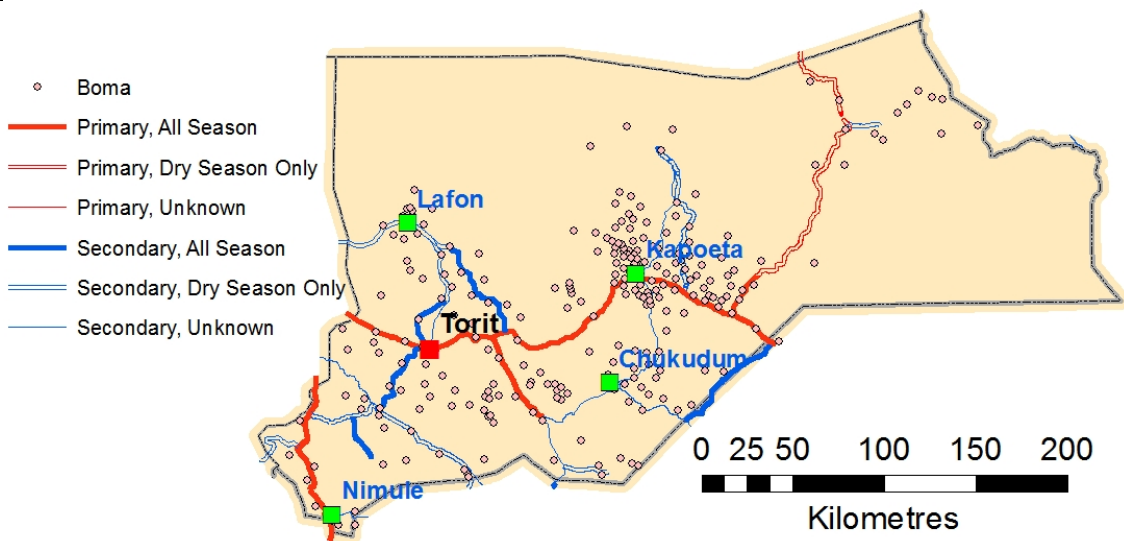 Boma
Primary, All Season
Primary, Dry Season Only
Primary, Unknown
Secondary, All Season
Secondary, Dry Season Only
Secondary, Unknown
Lafon
Kapoeta
Torit
Chukudum
Nimule
0 25 50 100 150 200
Kilometres